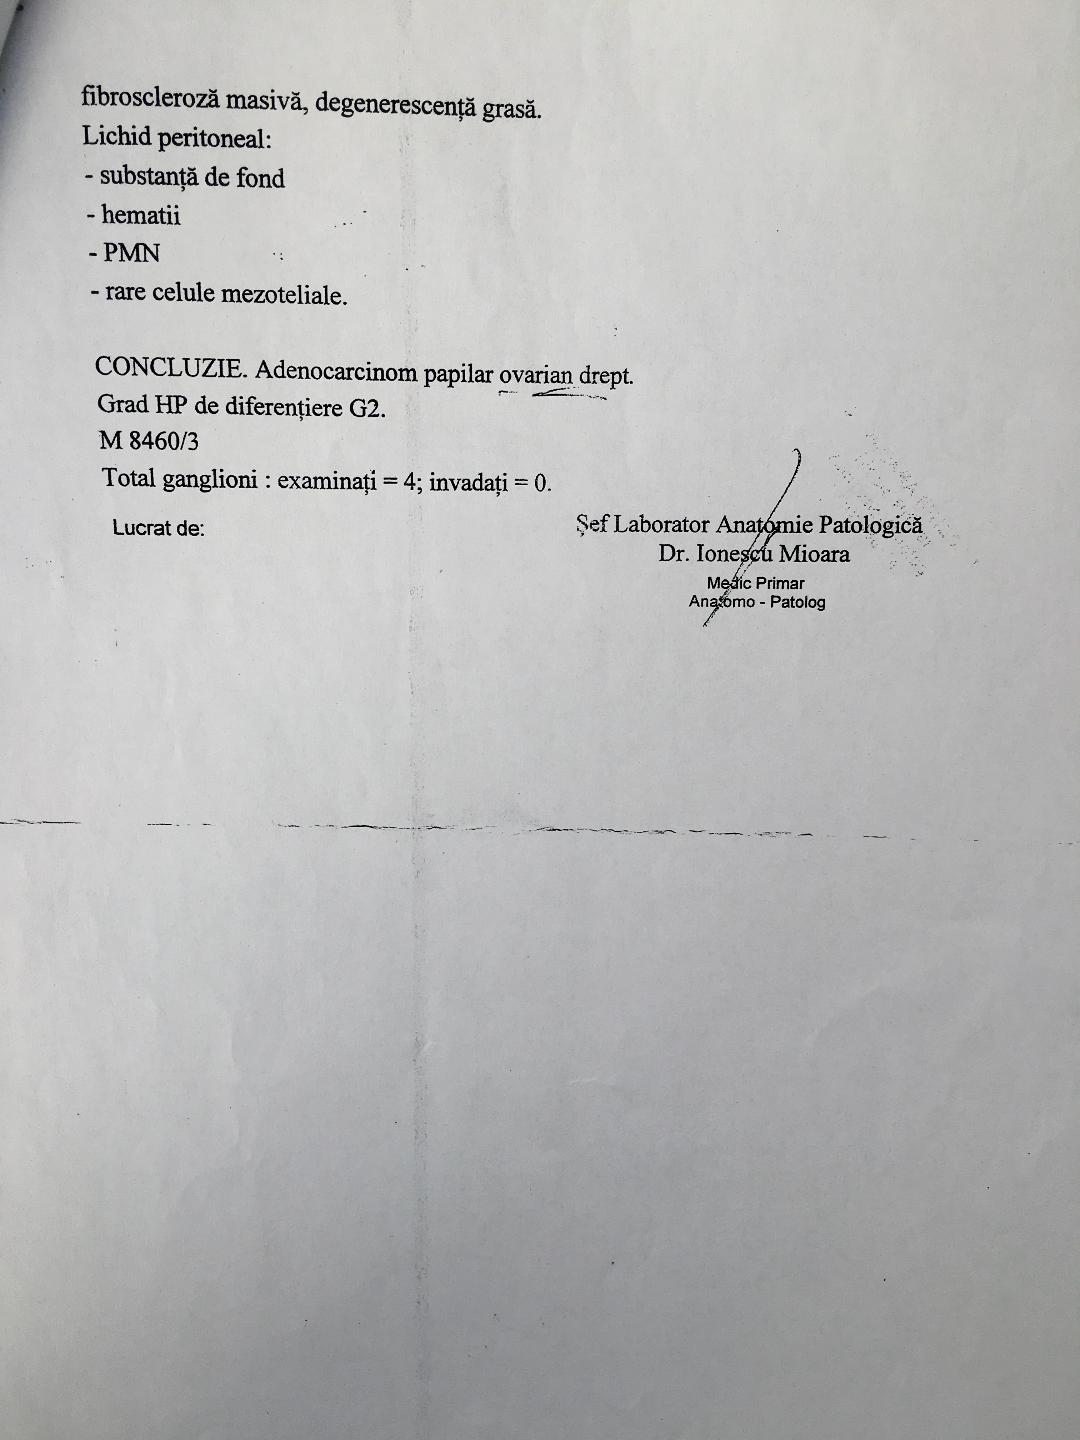 fibroscleroză masivă, degenerescență grasă.
Lichid peritoneal:
- substanță de fond
- hematii
- PMN
- rare celule mezoteliale.
CONCLUZIE. Adenocarcinom papilar ovarian drept.
Grad HP de diferențiere G2.
M 8460/3
Total ganglioni : examinați = 4; invadați = 0.
Lucrat de:
Șef Laborator Anatomie Patologică
Dr. Ionescu Mioara
Medic Primar
Anatomo - Patolog